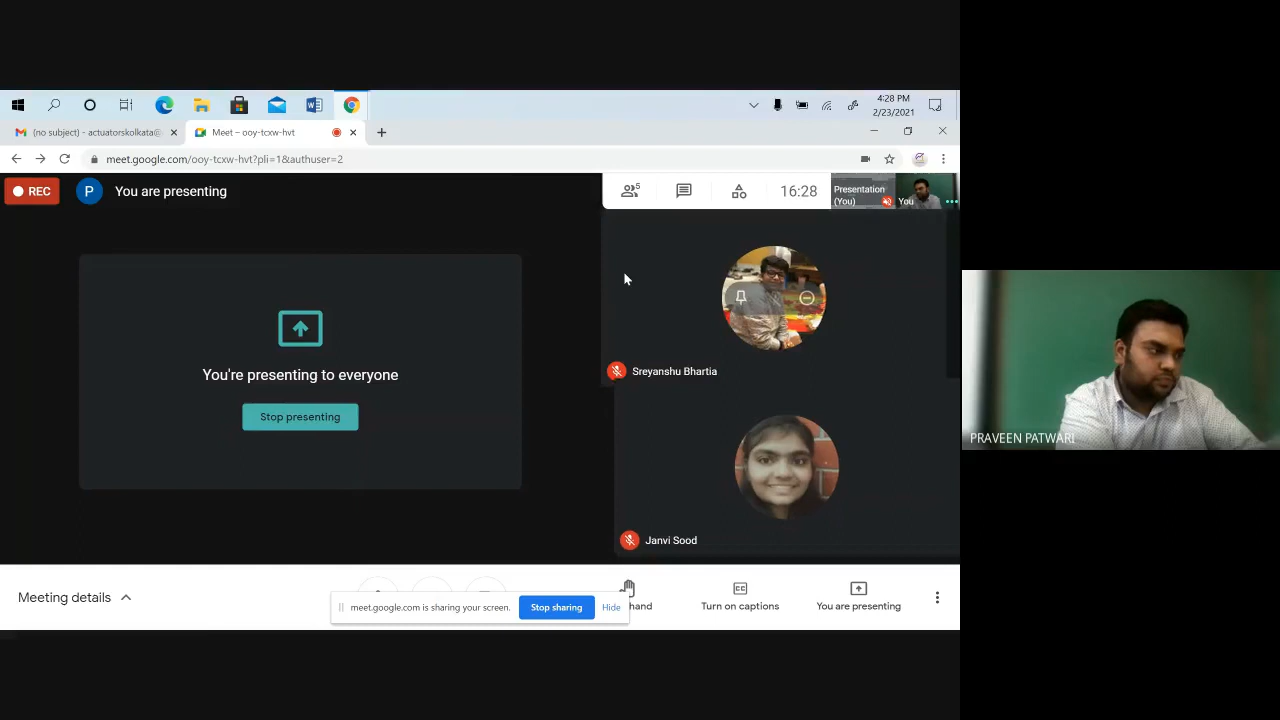 4:28 PM
2/23/2021
(no subject) - actuatorskolkata@
Meet – ooy-tcxw-hvt
meet.google.com/ooy-tcxw-hvt?pli=1&authuser=2
REC
P
You are presenting
5
16:28
Presentation
(You)
You
You're presenting to everyone
Stop presenting
Sreyanshu Bhartia
Janvi Sood
PRAVEEN PATWARI
Meeting details
meet.google.com is sharing your screen.
Stop sharing
Hide
hand
Turn on captions
You are presenting